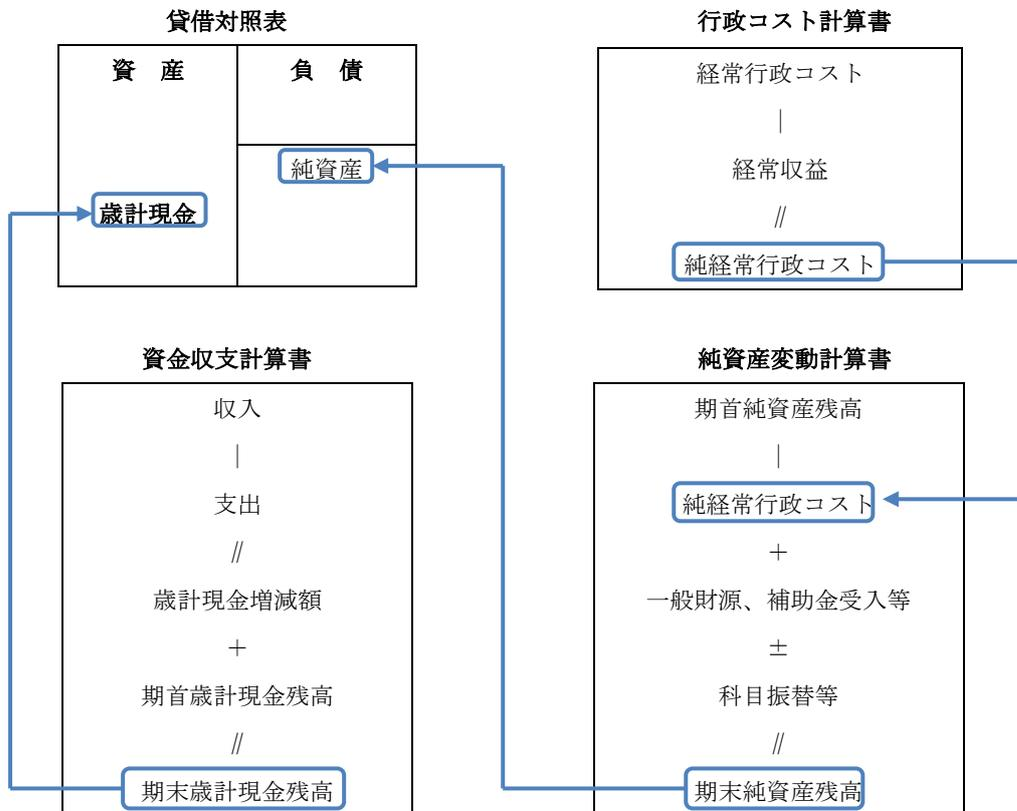 貸借対照表
資　産
負　債
純資産
歳計現金
行政コスト計算書
経常行政コスト
｜
経常収益
//
純経常行政コスト
資金収支計算書
収入
｜
支出
//
歳計現金増減額
＋
期首歳計現金残高
//
期末歳計現金残高
純資産変動計算書
期首純資産残高
｜
純経常行政コスト
＋
一般財源、補助金受入等
±
科目振替等
//
期末純資産残高